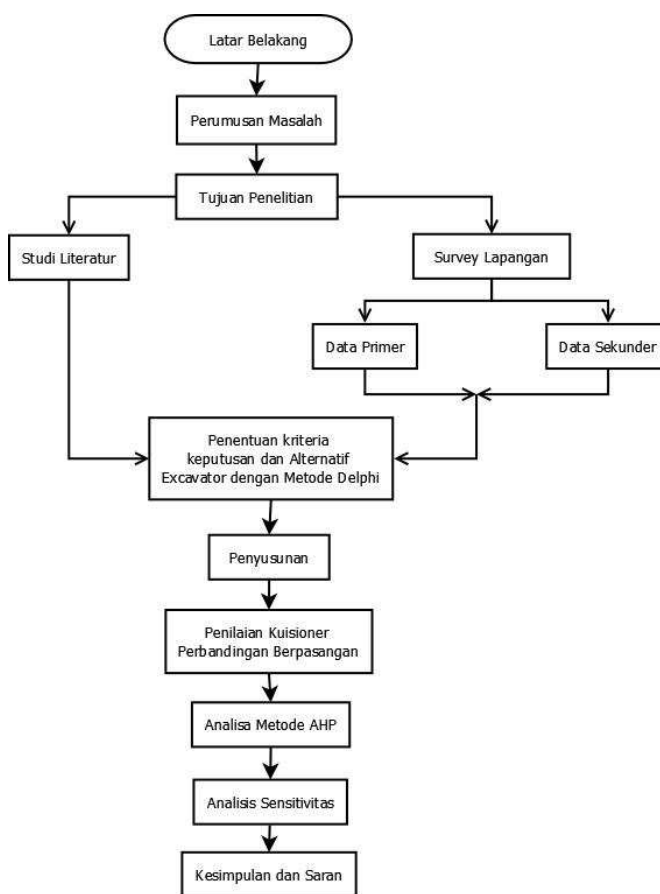 Latar Belakang
Perumusan Masalah
Tujuan Penelitian
Studi Literatur
Survey Lapangan
Data Primer
Data Sekunder
Penentuan kriteria
keputusan dan Alternatif
Excavator dengan Metode Delphi
Penyusunan
Penilaian Kuisioner
Perbandingan Berpasangan
Analisa Metode AHP
Analisis Sensitivitas
Kesimpulan dan Saran